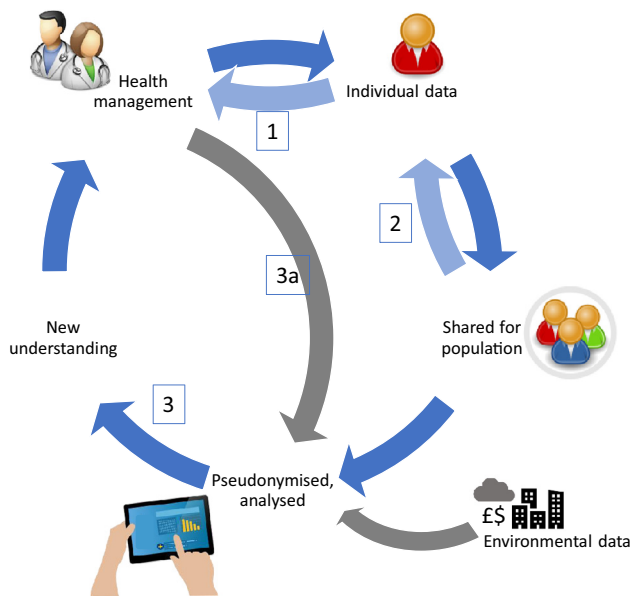 Health
management
Individual data
1
2
3a
Shared for
population
New
understanding
3
Pseudonymised,
analysed
£$
Environmental data